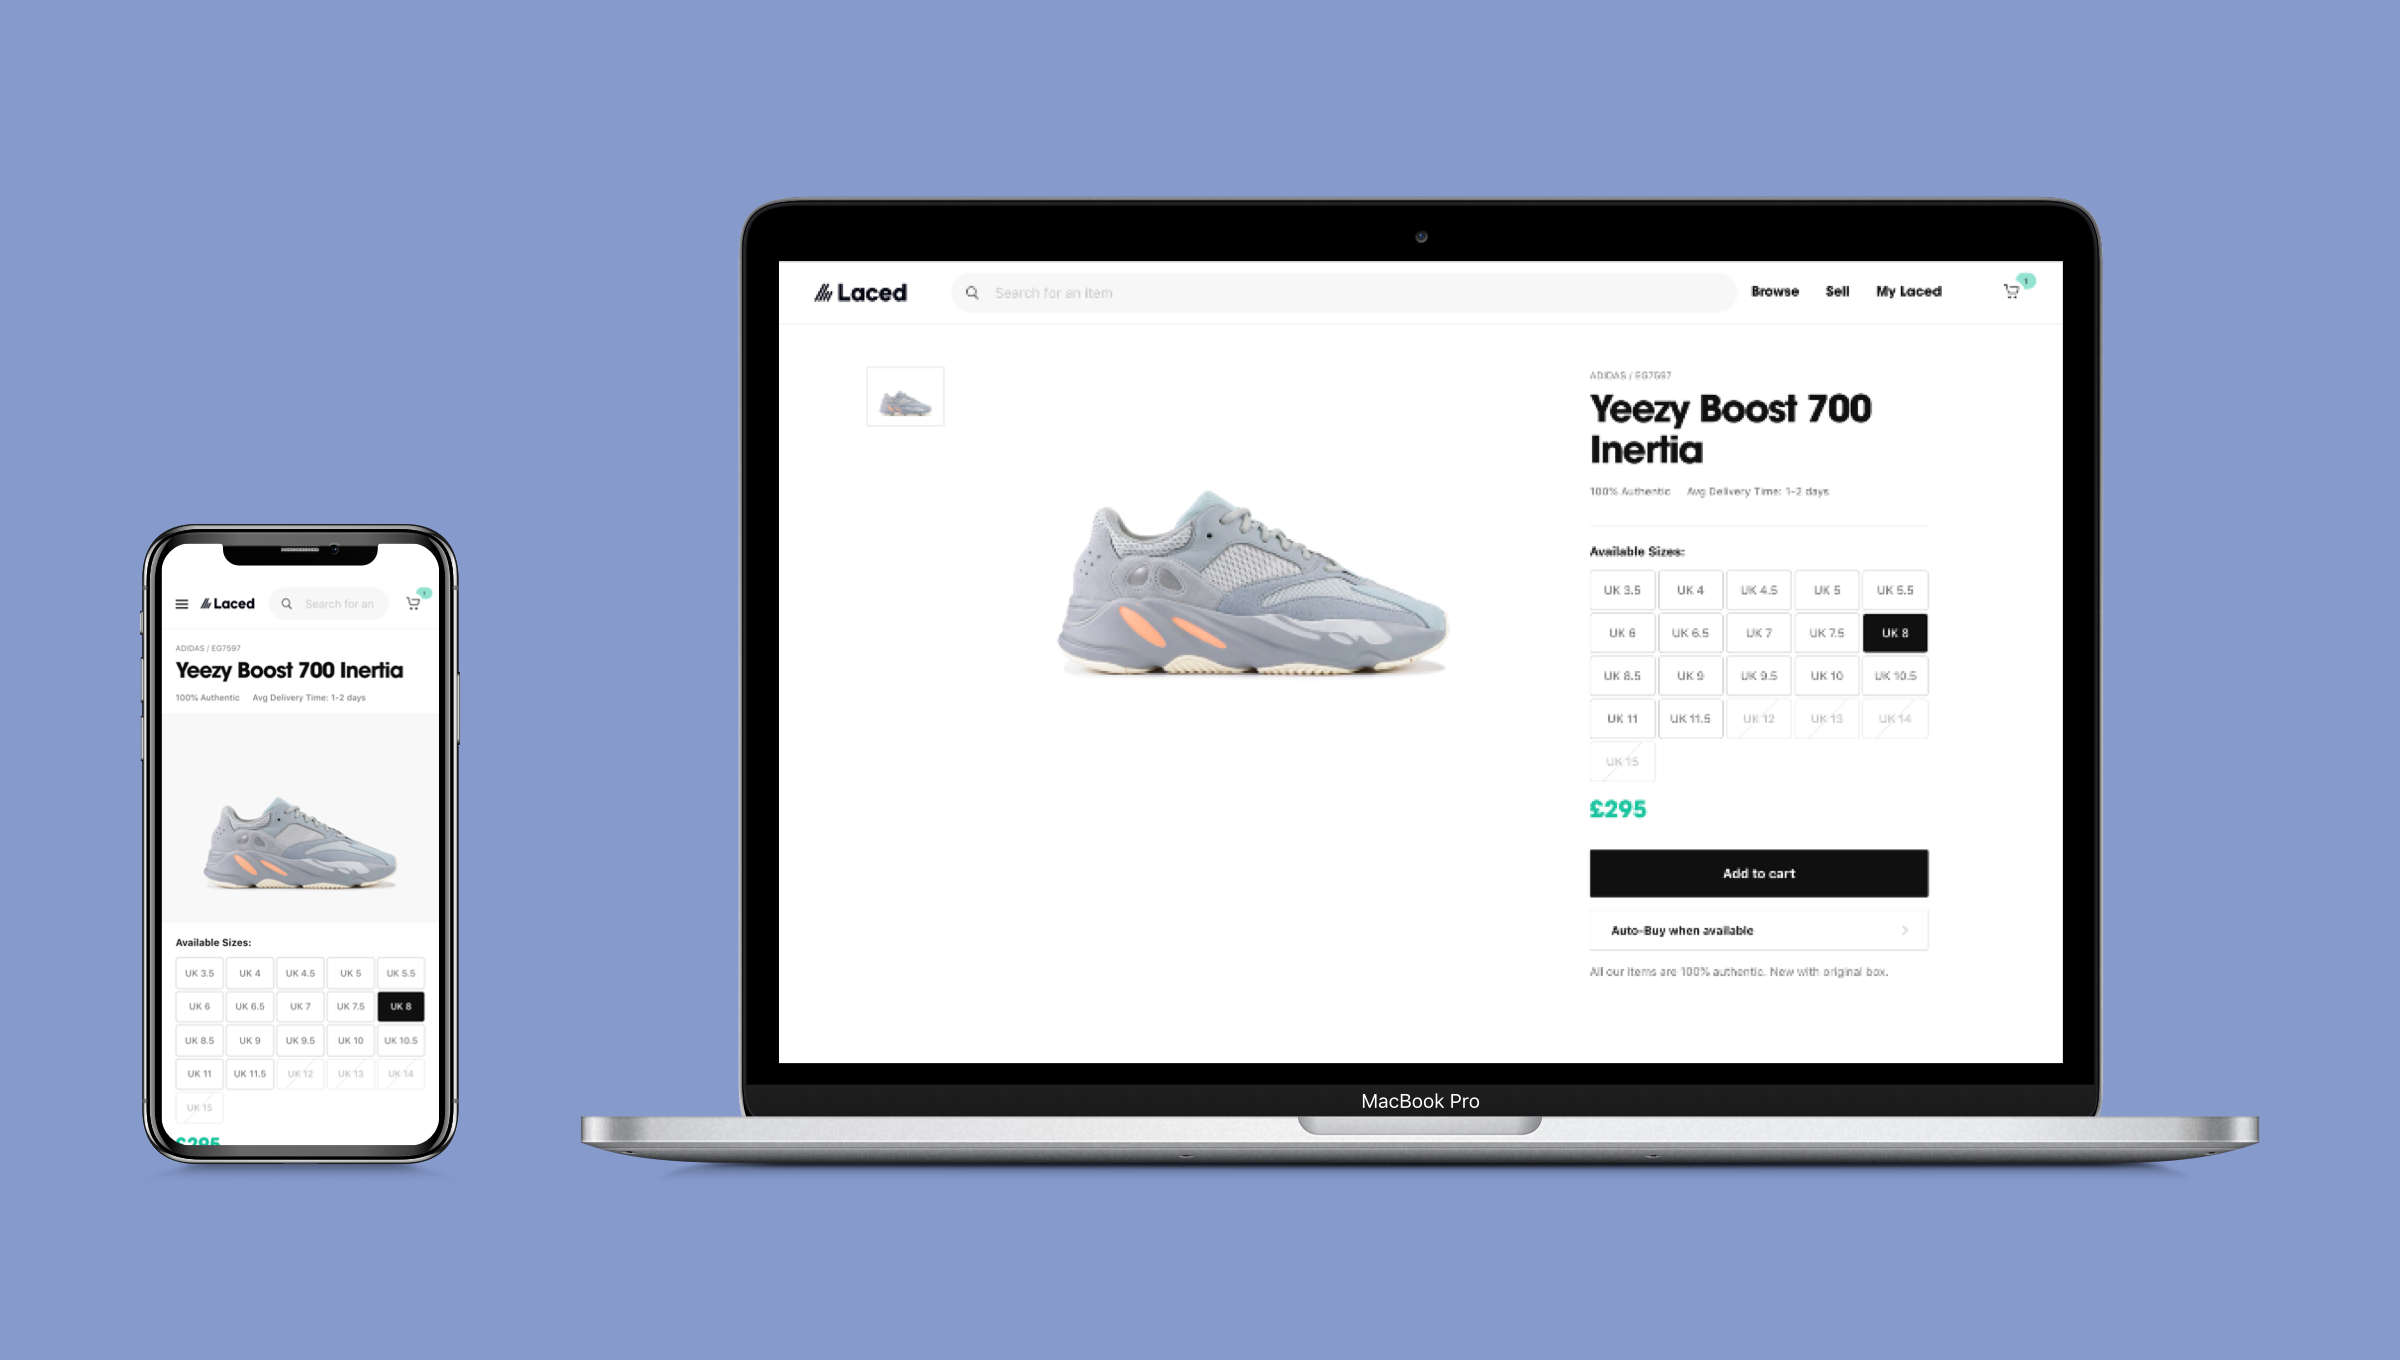 Laced
Search for an
1
ADIDAS / EG7597
Yeezy Boost 700 Inertia
100% Authentic Avg Delivery Time: 1-2 days
Available Sizes:
UK 3.5 UK 4 UK 4.5 UK 5 UK 5.5
UK 6 UK 6.5 UK 7 UK 7.5 UK 8
UK 8.5 UK 9 UK 9.5 UK 10 UK 10.5
UK 11 UK 11.5 UK 12 UK 13 UK 14
UK 15
£295
Laced
Search for an item
Browse Sell My Laced
1
ADIDAS / EG7597
Yeezy Boost 700
Inertia
100% Authentic Avg Delivery Time: 1-2 days
Available Sizes:
UK 3.5 UK 4 UK 4.5 UK 5 UK 5.5
UK 6 UK 6.5 UK 7 UK 7.5 UK 8
UK 8.5 UK 9 UK 9.5 UK 10 UK 10.5
UK 11 UK 11.5 UK 12 UK 13 UK 14
UK 15
£295
Add to cart
Auto-Buy when available
All our items are 100% authentic. New with original box.
MacBook Pro